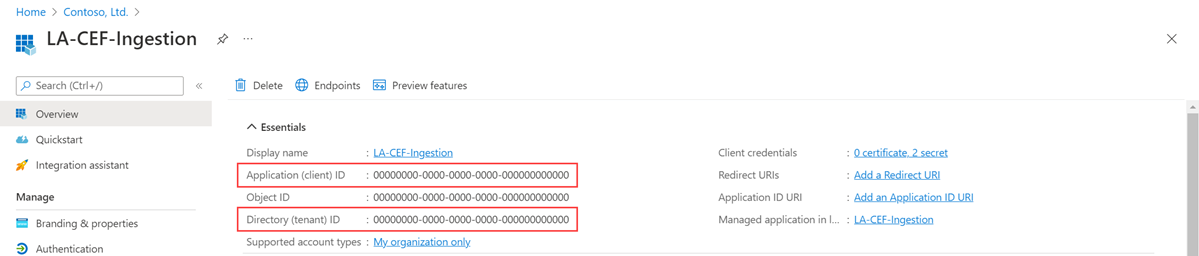 Home > Contoso, Ltd. >
LA-CEF-Ingestion ...
Search (Ctrl+/) «
Overview
Quickstart
Integration assistant
Manage
Branding & properties
Authentication
Delete Endpoints Preview features
Essentials
Display name : LA-CEF-Ingestion
Application (client) ID : 00000000-0000-0000-0000-000000000000
Object ID : 00000000-0000-0000-0000-000000000000
Directory (tenant) ID : 00000000-0000-0000-0000-000000000000
Supported account types : My organization only
Client credentials : 0 certificate, 2 secret
Redirect URIs : Add a Redirect URI
Application ID URI : Add an Application ID URI
Managed application in l... : LA-CEF-Ingestion